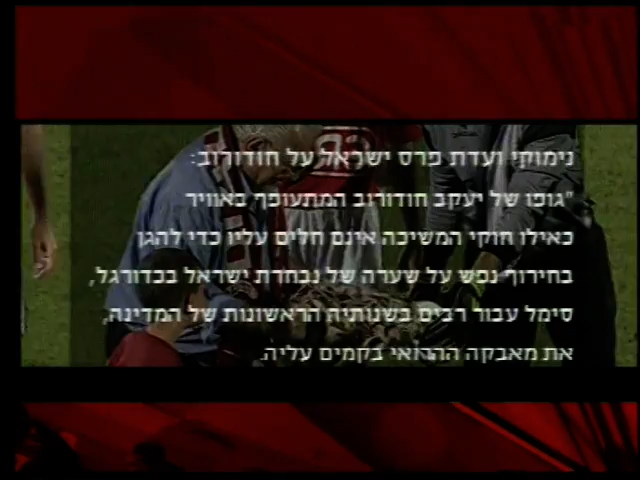 נימוקי ועדת פרס ישראל על חודורוב:
"גופו של יעקב חודורוב המתעופף באוויר
כאילו חוקי המשיכה אינם חלים עליו כדי להגן
בחירוף נפש על שערה של נבחרת ישראל בכדורגל,
סימל עבור רבים בשנותיה הראשונות של המדינה,
את מאבקה ההרואי בקמים עליה.